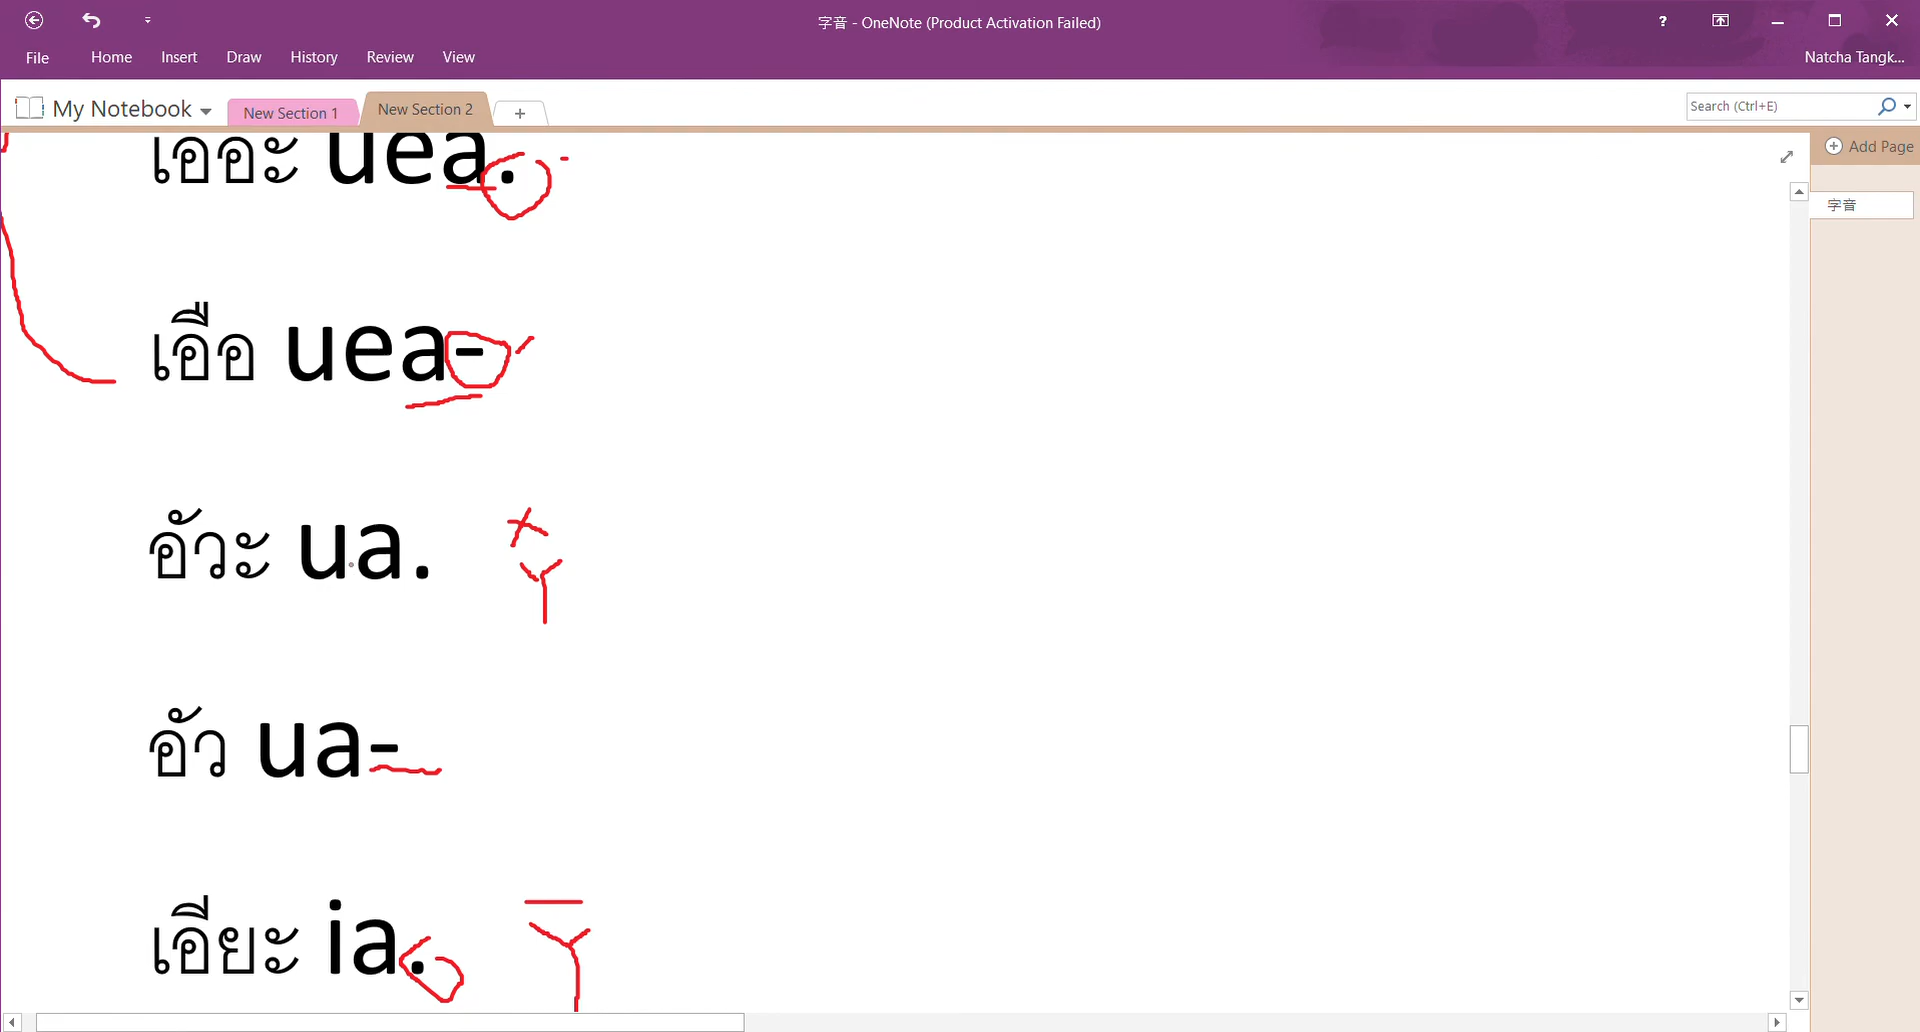 字音 - OneNote (Product Activation Failed)
?
File Home Insert Draw History Review View
Natcha Tangk...
My Notebook New Section 1 New Section 2 +
Search (Ctrl+E)
Add Page
字音
เออะ uea.
เอือ uea-
อัวะ ua.
อัว ua-
เอียะ ia.